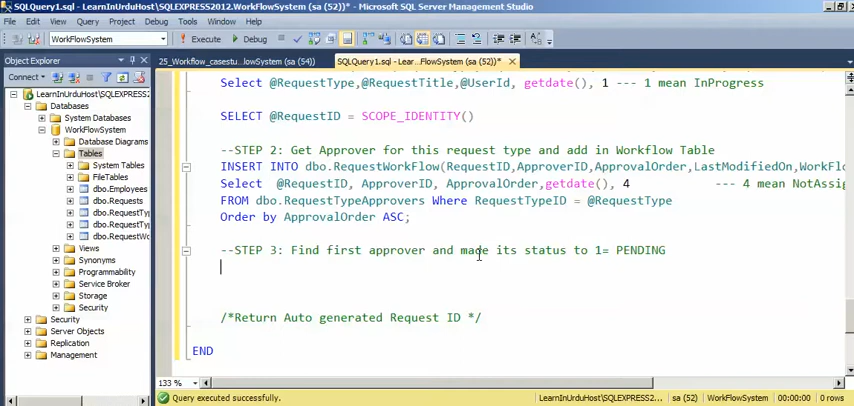 SQLQuery1.sql - LearnInUrduHost\SQLEXPRESS2012.WorkFlowSystem (sa (52))* - Microsoft SQL Server Management Studio
File Edit View Query Project Debug Tools Window Help
WorkFlowSystem Execute Debug
Object Explorer
25_Workflow_casestu...lowSystem (sa (54))
SQLQuery1.sql - Lear...FlowSystem (sa (52))*
Connect
LearnInUrduHost\SQLEXPRESS2
Databases
System Databases
WorkFlowSystem
Database Diagrams
Tables
System Tables
FileTables
dbo.Employees
dbo.Requests
dbo.RequestTy
dbo.RequestTy
dbo.RequestW
Views
Synonyms
Programmability
Service Broker
Storage
Security
Security
Server Objects
Replication
Management
Select @RequestType,@RequestTitle,@UserId, getdate(), 1 --- 1 mean InProgress
SELECT @RequestID = SCOPE_IDENTITY()
--STEP 2: Get Approver for this request type and add in Workflow Table
INSERT INTO dbo.RequestWorkFlow(RequestID,ApproverID,ApprovalOrder,LastModifiedOn,WorkFlo
Select @RequestID, ApproverID, ApprovalOrder,getdate(), 4 --- 4 mean NotAssig
FROM dbo.RequestTypeApprovers Where RequestTypeID = @RequestType
Order by ApprovalOrder ASC;
--STEP 3: Find first approver and made its status to 1= PENDING
/*Return Auto generated Request ID */
END
133 %
Query executed successfully.
LearnInUrduHost\SQLEXPRESS2... sa (52) WorkFlowSystem 00:00:00 0 rows